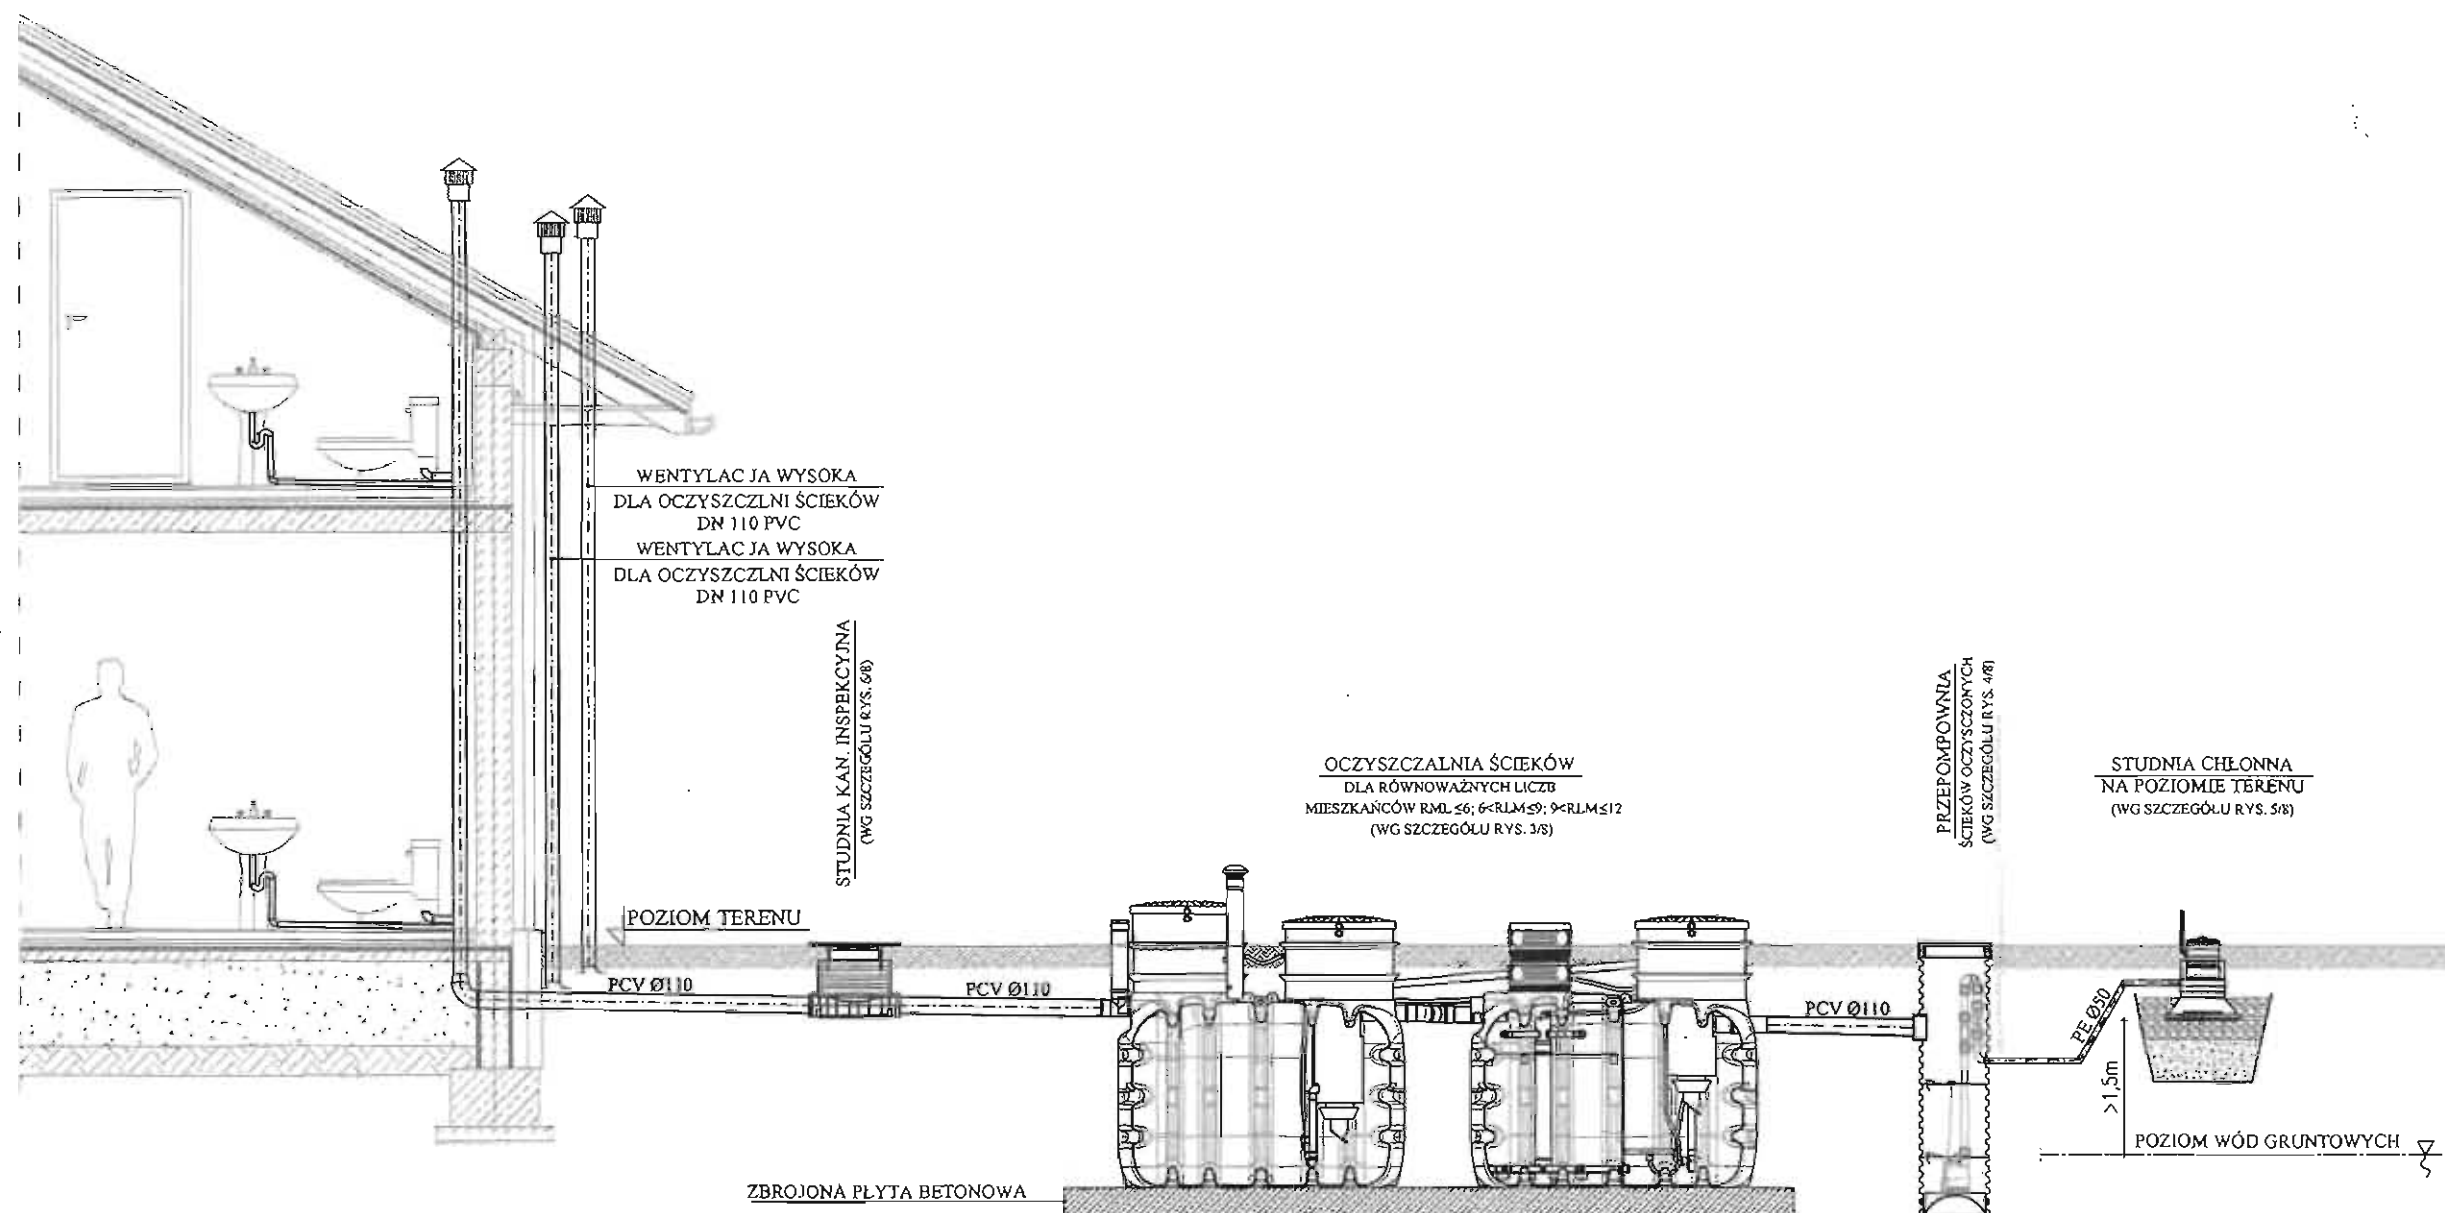 WENTYLACJA WYSOKA
DLA OCZYSZCZLNI ŚCIEKÓW
DN 110 PVC
WENTYLACJA WYSOKA
DLA OCZYSZCZLNI ŚCIEKÓW
DN 110 PVC
STUDNIA KAN. INSPEKCYJNA
(WG SZCZEGÓŁU RYS. 6/8)
POZIOM TERENU
PCV Ø110
PCV Ø110
OCZYSZCZALNIA ŚCIEKÓW
DLA RÓWNOWAŻNYCH LICZB
MIESZKAŃCÓW RML ≤6; 6<RLM≤9; 9<RLM≤12
(WG SZCZEGÓŁU RYS. 3/8)
PRZEPOMPOWNIA
ŚCIEKÓW OCZYSZCZONYCH
(WG SZCZEGÓŁU RYS. 4/8)
STUDNIA CHŁONNA
NA POZIOMIE TERENU
(WG SZCZEGÓŁU RYS. 5/8)
PCV Ø110
PE Ø50
>1,5m
POZIOM WÓD GRUNTOWYCH
ZBROJONA PŁYTA BETONOWA